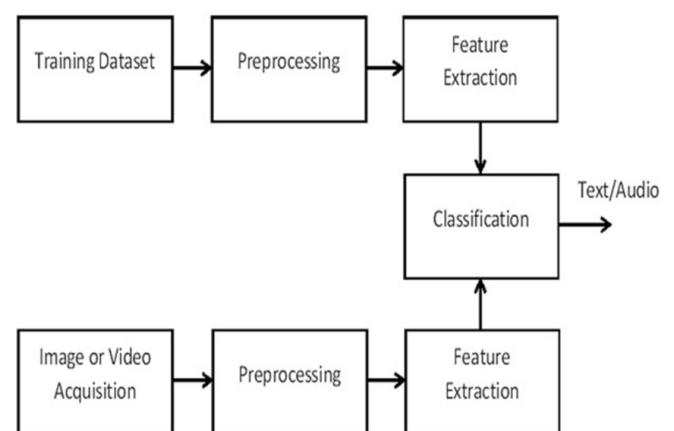 Training Dataset
Preprocessing
Feature
Extraction
Classification
Text/Audio
Image or Video
Acquisition
Preprocessing
Feature
Extraction